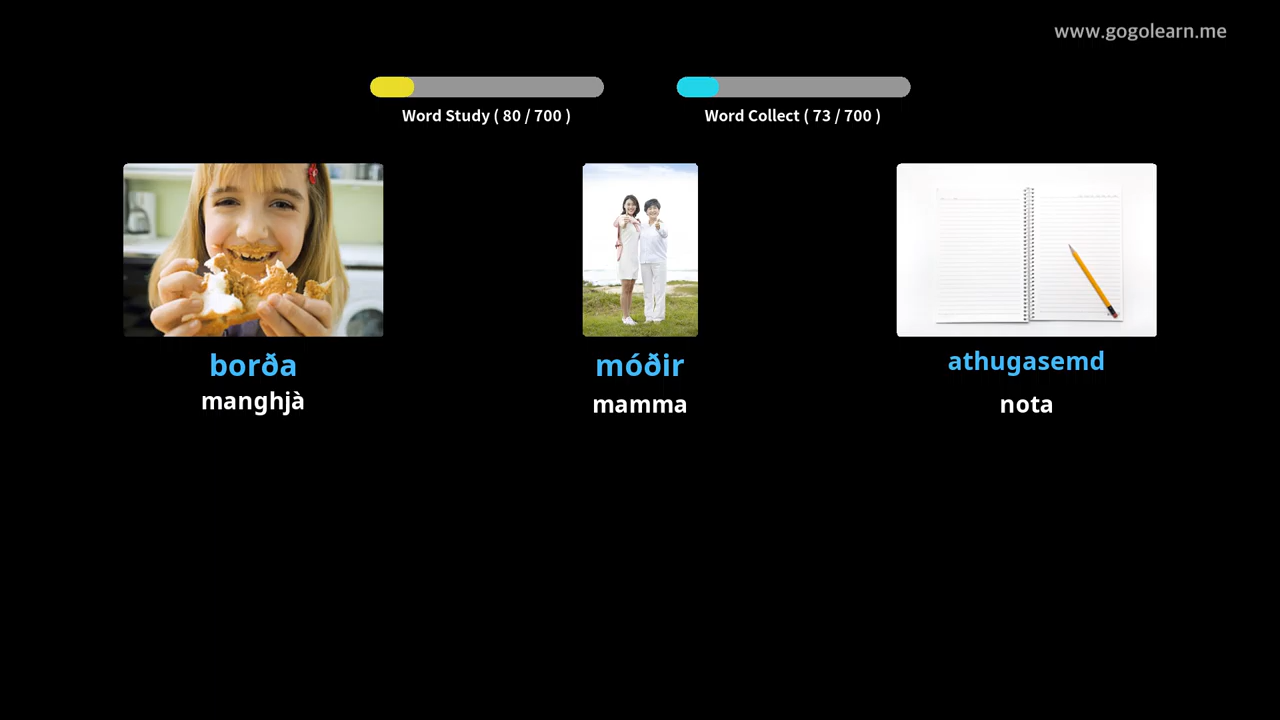 www.gogolearn.me
Word Study ( 80 / 700 )
Word Collect ( 73 / 700 )
borða
manghjà
móðir
mamma
athugasemd
nota